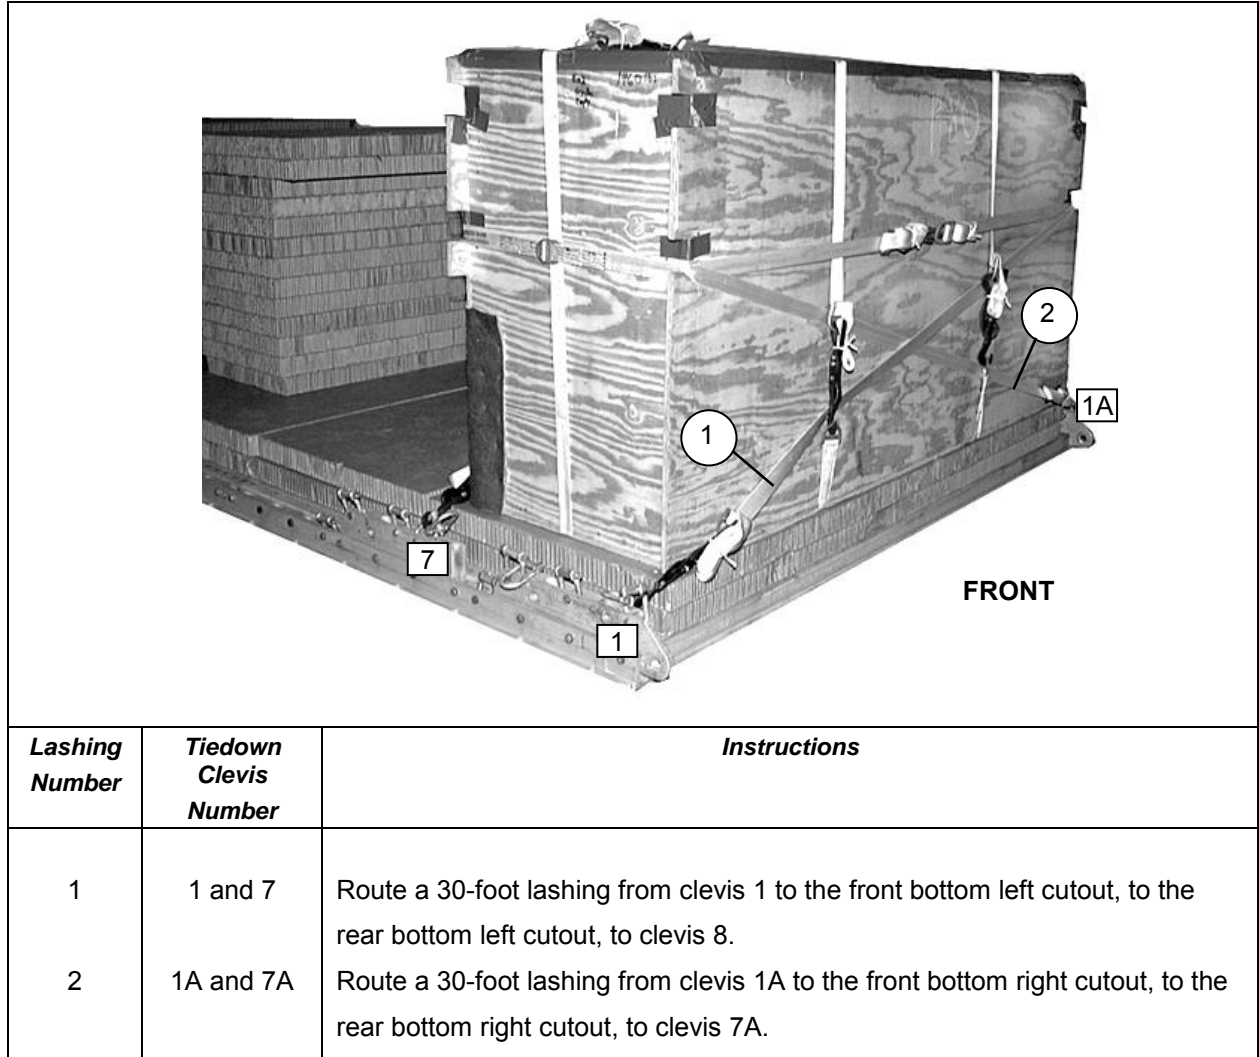 2
1A
1
7
FRONT
1
Lashing Number
Tiedown Clevis Number
Instructions
1
1 and 7
Route a 30-foot lashing from clevis 1 to the front bottom left cutout, to the
rear bottom left cutout, to clevis 8.
2
1A and 7A
Route a 30-foot lashing from clevis 1A to the front bottom right cutout, to the
rear bottom right cutout, to clevis 7A.